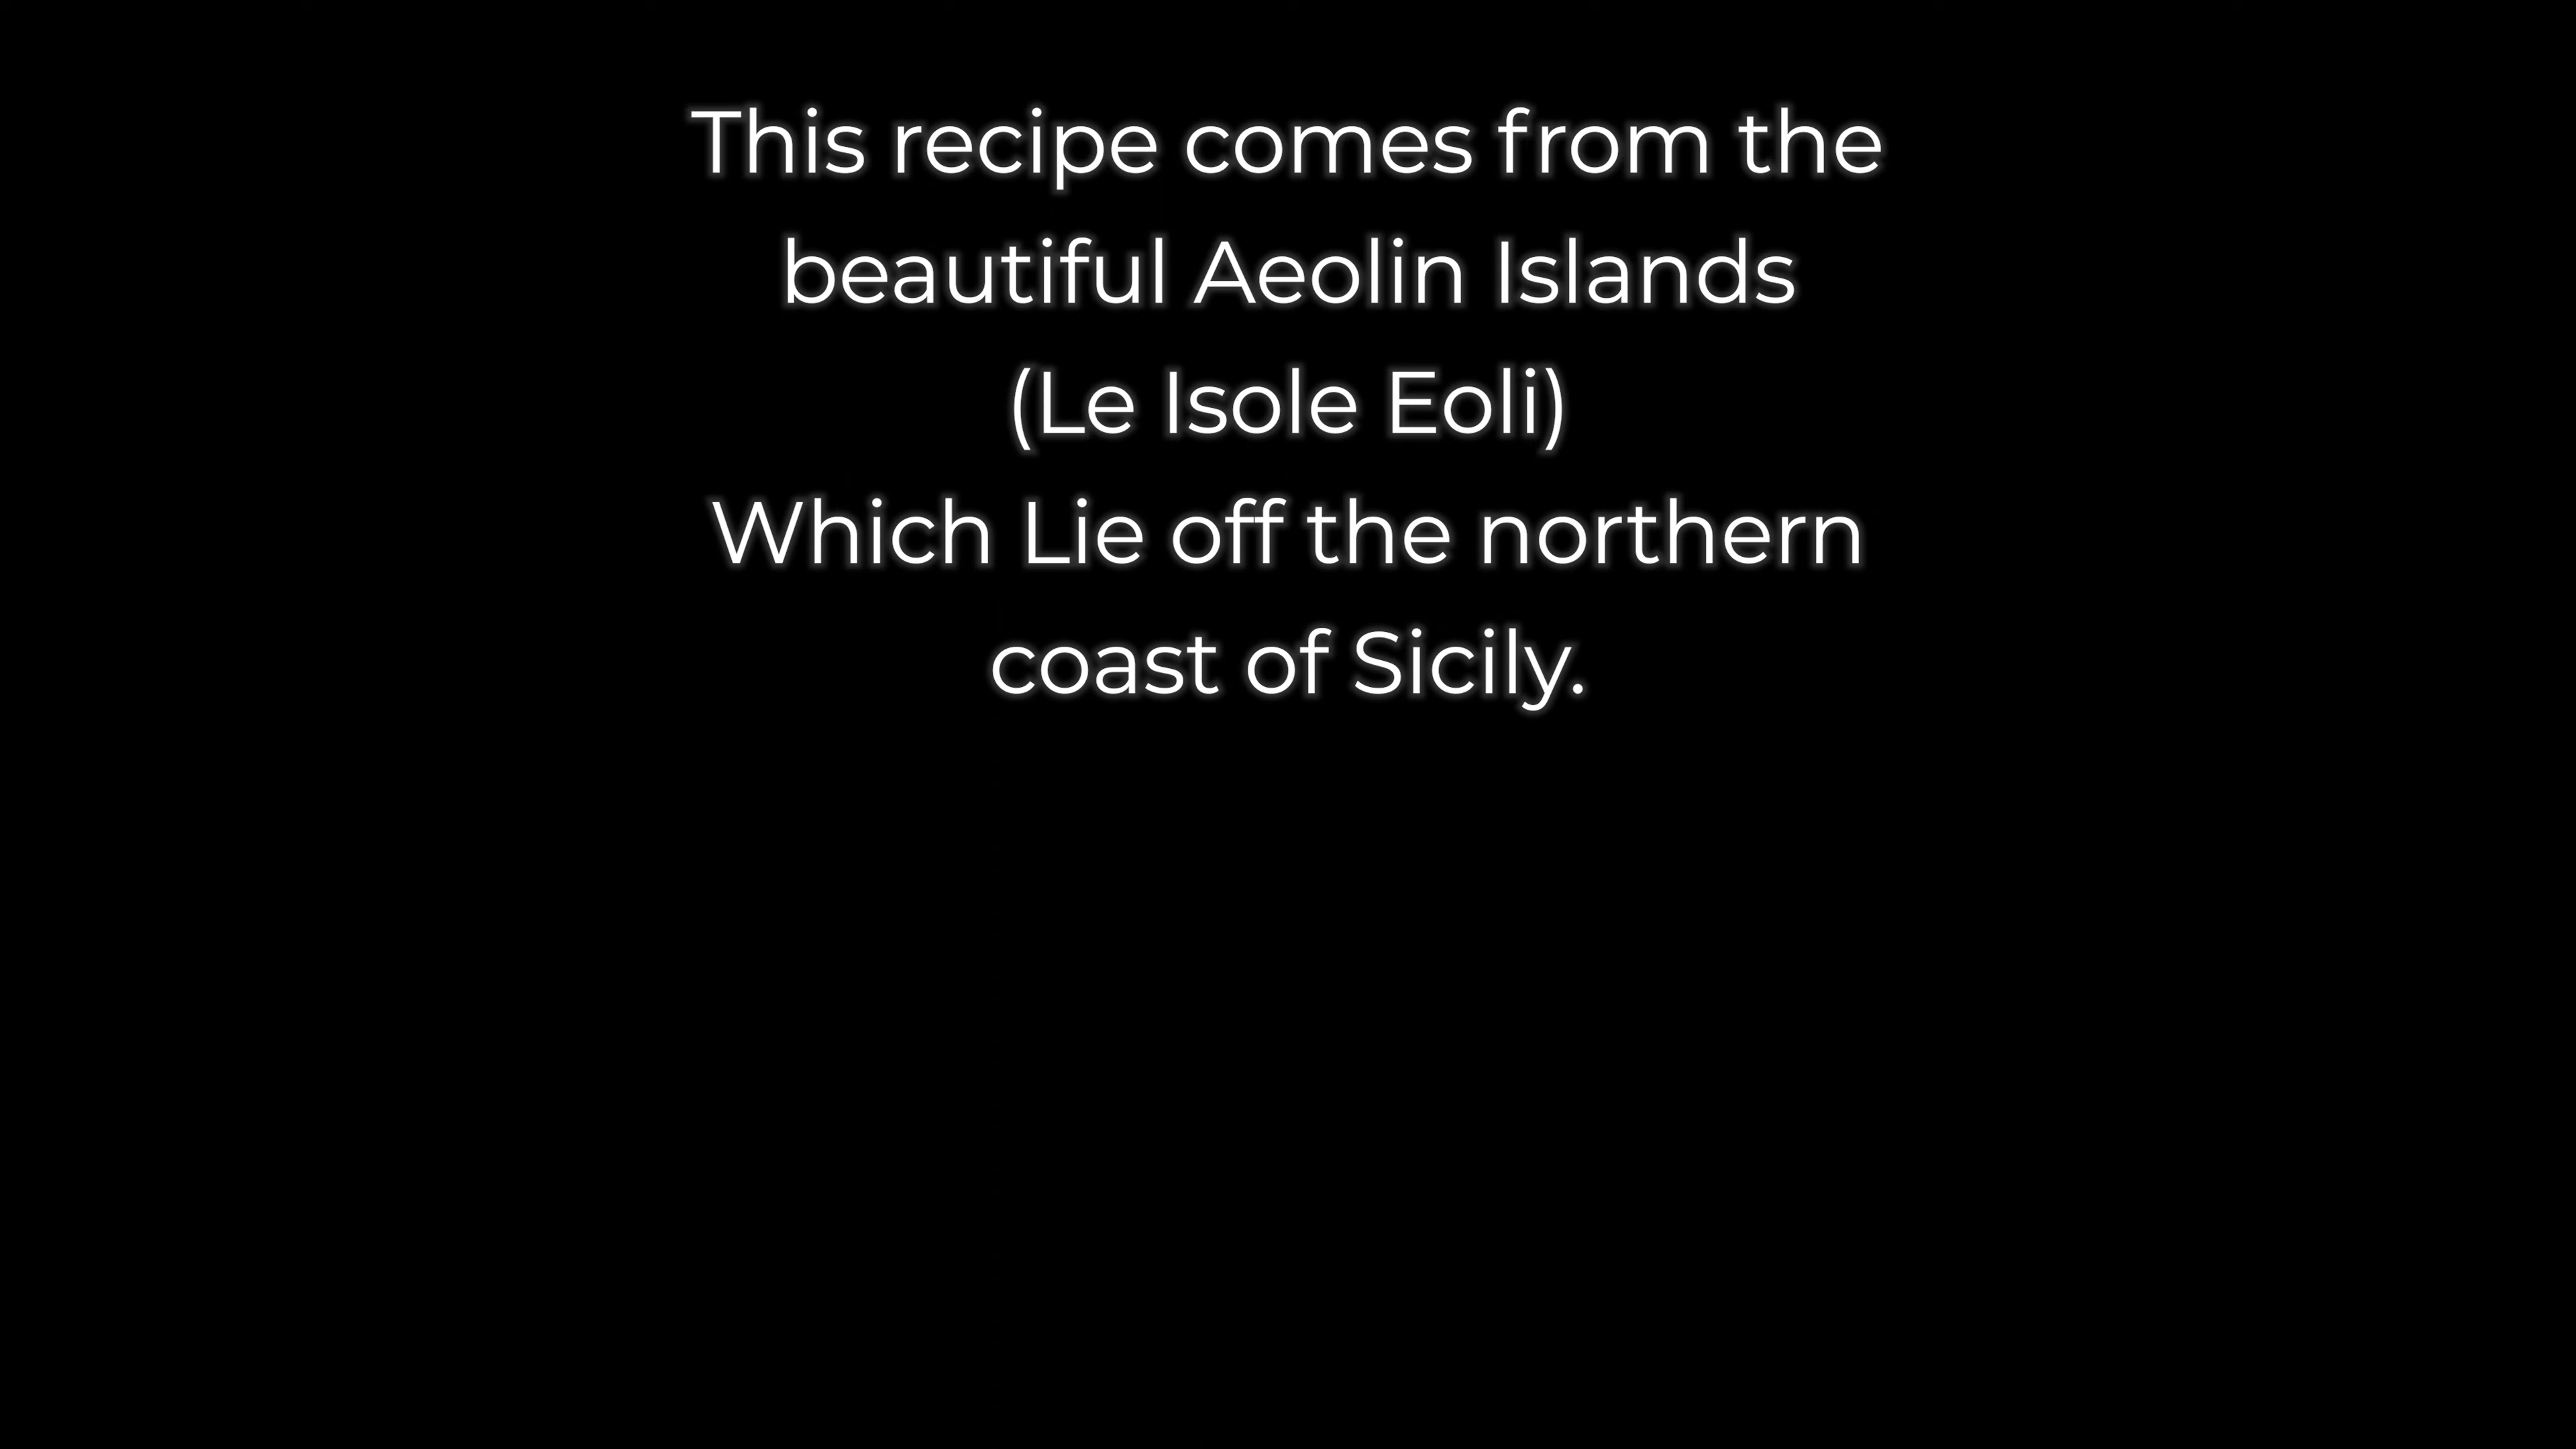 This recipe comes from the
beautiful Aeolin Islands
(Le Isole Eoli)
Which Lie off the northern
coast of Sicily.